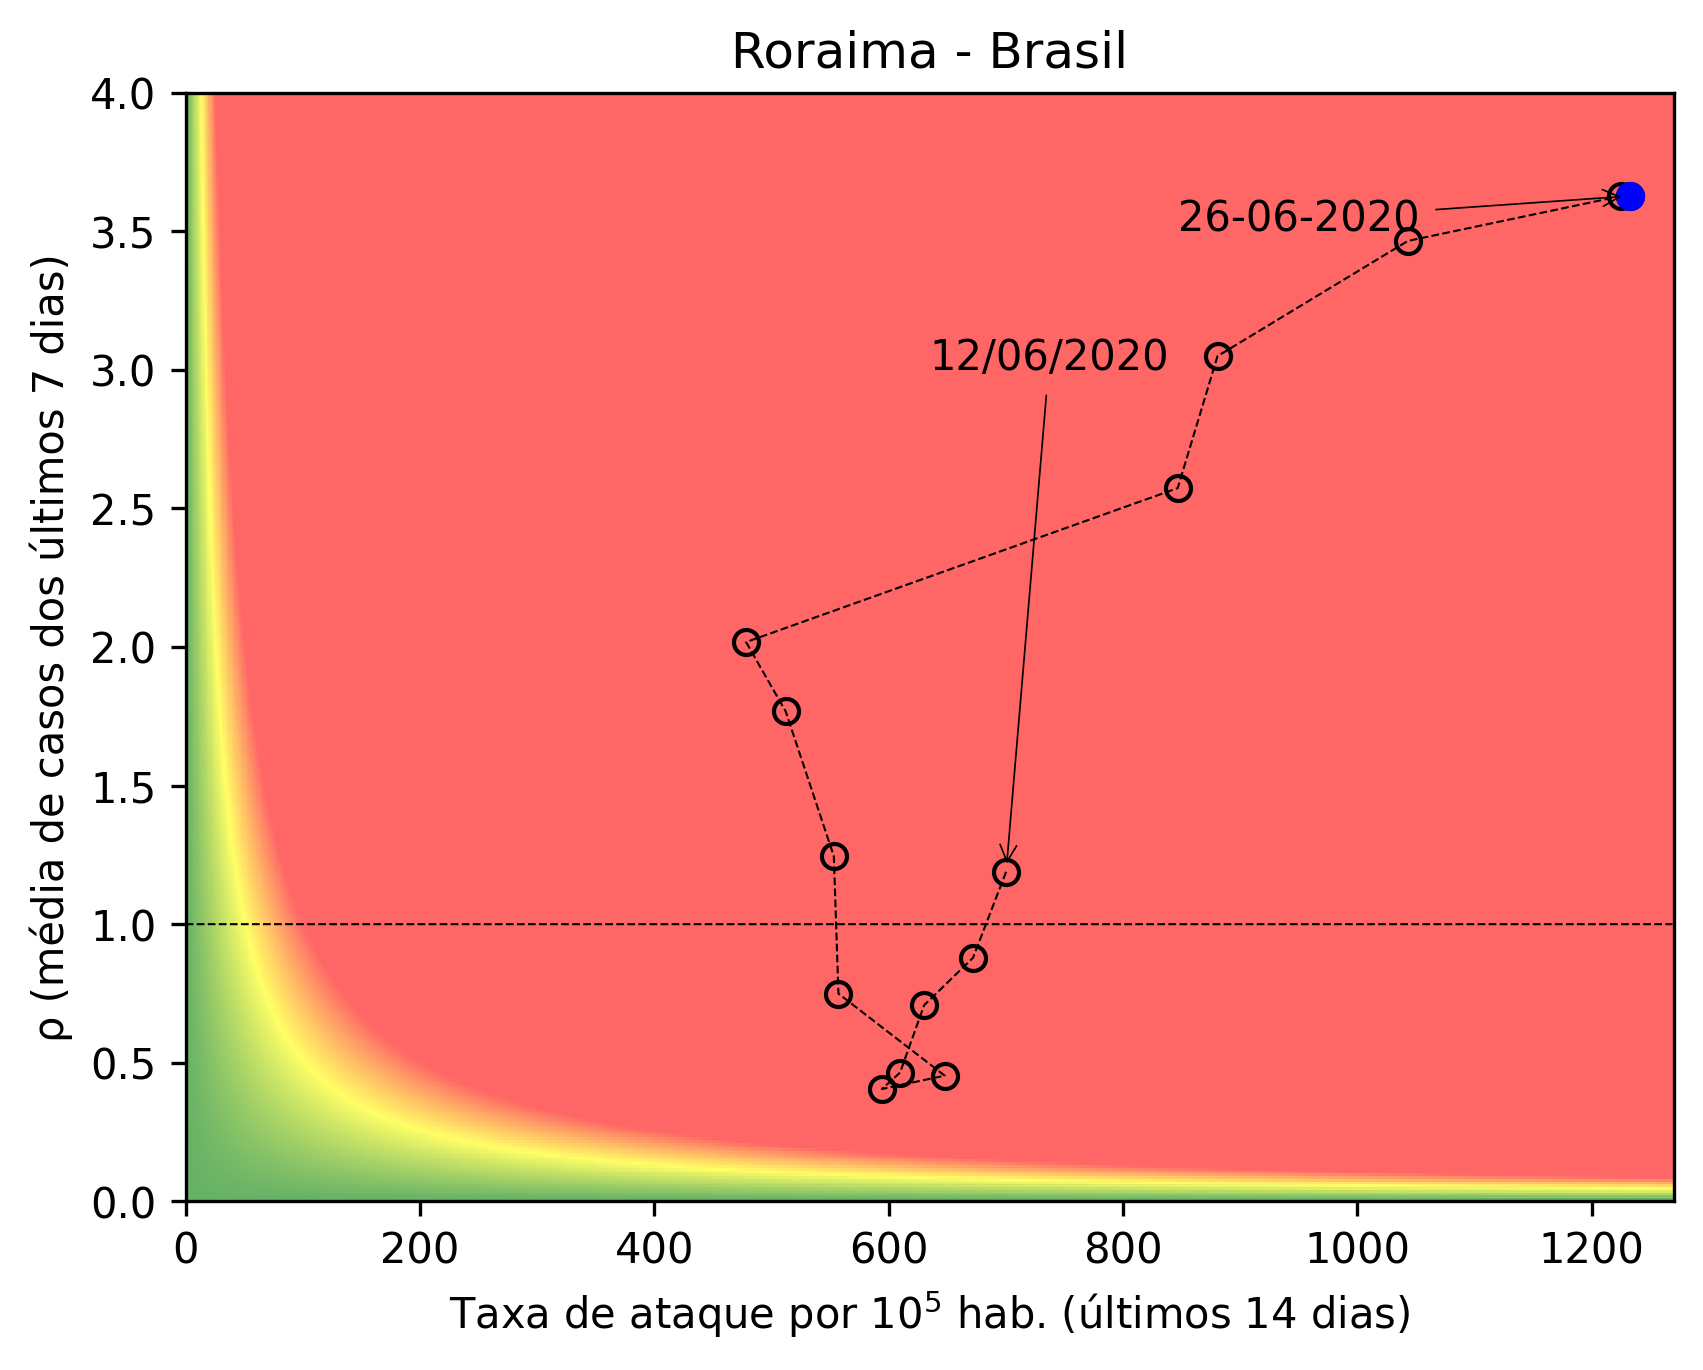 Roraima - Brasil
4.0
3.5
3.0
2.5
2.0
1.5
1.0
0.5
0.0
ρ (média de casos dos últimos 7 dias)
26-06-2020
12/06/2020
0 200 400 600 800 1000 1200
Taxa de ataque por 10⁵ hab. (últimos 14 dias)